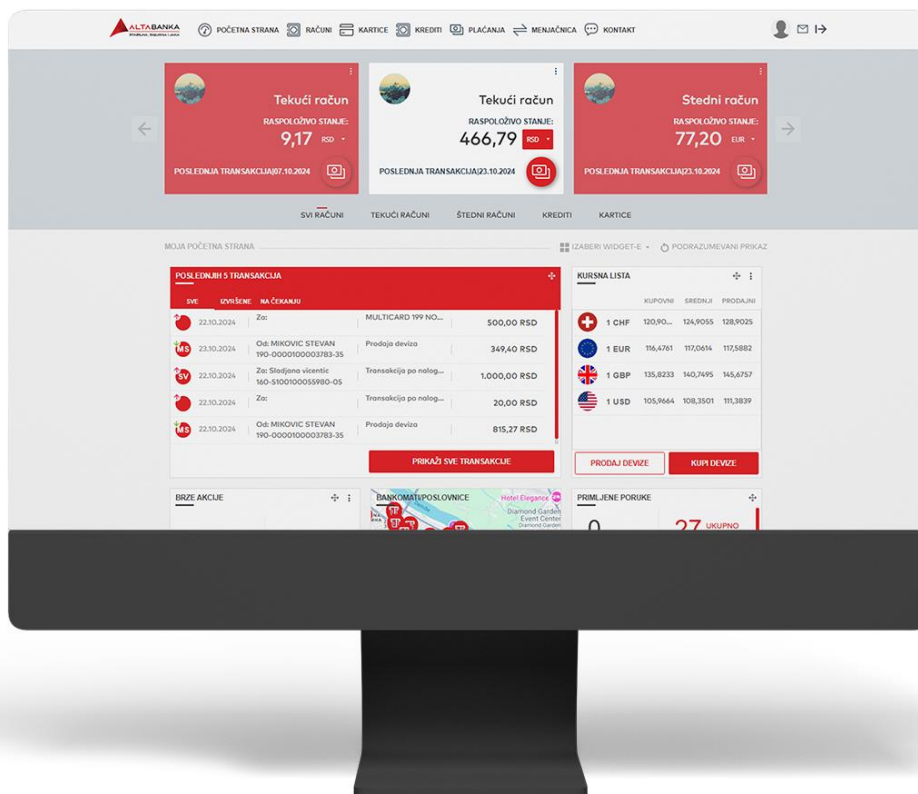 ALTABANKA
POČETNA STRANA RAČUNI KARTICE KREDITI PLAĆANJA MENJAČNICA KONTAKT
Tekući račun
RASPOLOŽIVO STANJE:
9,17 RSD
POSLEDNJA TRANSAKCIJA|07.10.2024
Tekući račun
RASPOLOŽIVO STANJE:
466,79 RSD
POSLEDNJA TRANSAKCIJA|23.10.2024
Stedni račun
RASPOLOŽIVO STANJE:
77,20 EUR
POSLEDNJA TRANSAKCIJA|23.10.2024
SVI RAČUNI TEKUĆI RAČUNI ŠTEDNI RAČUNI KREDITI KARTICE
MOJA POČETNA STRANA IZABERI WIDGET-E PODRAZUMEVANI PRIKAZ
POSLEDNJIH 5 TRANSAKCIJA
SVE IZVRŠENE NA ČEKANJU
22.10.2024 Za: MULTICARD 199 NO... 500,00 RSD
MS 23.10.2024 Od: MIKOVIC STEVAN Prodaja deviza 349,40 RSD
190-0000100003783-35
SV 22.10.2024 Za: Sladjana vicentic Transakcija po nalog... 1.000,00 RSD
160-5100100055980-05
22.10.2024 Za: Transakcija po nalog... 20,00 RSD
MS 22.10.2024 Od: MIKOVIC STEVAN Prodaja deviza 815,27 RSD
190-0000100003783-35
PRIKAŽI SVE TRANSAKCIJE
KURSNA LISTA
KUPOVNI SREDNJI PRODAJNI
1 CHF 120,90... 124,9055 128,9025
1 EUR 116,4761 117,0614 117,5882
1 GBP 135,8233 140,7495 145,6757
1 USD 105,9664 108,3501 111,3839
PRODAJ DEVIZE KUPI DEVIZE
BRZE AKCIJE
BANKOMATI/POSLOVNICE
Hotel Elegance
Diamond Garden
Event Center
Diamond Garden
PRIMLJENE PORUKE
0 27 UKUPNO